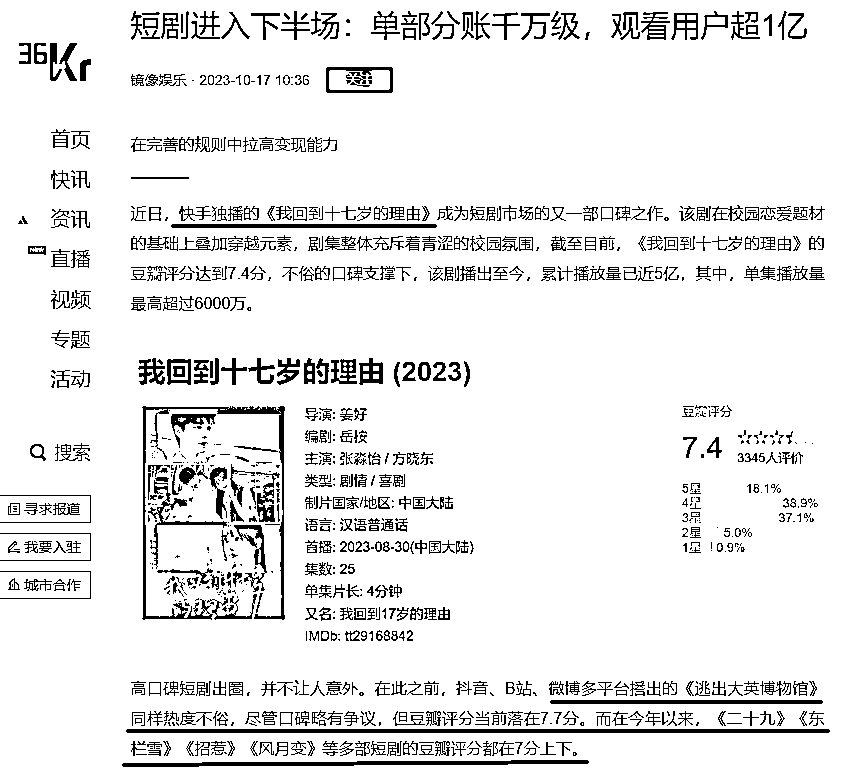 短剧进入下半场：单部分账千万级，观看用户超1亿
36Kr
镜像娱乐 · 2023-10-17 10:36
关注
首页
快讯
资讯
直播
视频
专题
活动
搜索
寻求报道
我要入驻
城市合作
在完善的规则中拉高变现能力
近日，快手独播的《我回到十七岁的理由》成为短剧市场的又一部口碑之作。该剧在校园恋爱题材
的基础上叠加穿越元素，剧集整体充斥着青涩的校园氛围，截至目前，《我回到十七岁的理由》的
豆瓣评分达到7.4分，不俗的口碑支撑下，该剧播出至今，累计播放量已近5亿，其中，单集播放量
最高超过6000万。
我回到十七岁的理由 (2023)
导演: 姜好
编剧: 岳桉
主演: 张淼怡 / 方晓东
类型: 剧情 / 喜剧
制片国家/地区: 中国大陆
语言: 汉语普通话
首播: 2023-08-30(中国大陆)
集数: 25
单集片长: 4分钟
又名: 我回到17岁的理由
IMDb: tt29168842
豆瓣评分
7.4
3345人评价
5星 18.1%
4星 38.9%
3星 37.1%
2星 5.0%
1星 0.9%
高口碑短剧出圈，并不让人意外。在此之前，抖音、B站、微博多平台播出的《逃出大英博物馆》
同样热度不俗，尽管口碑略有争议，但豆瓣评分当前落在7.7分。而在今年以来，《二十九》《东
栏雪》《招惹》《风月变》等多部短剧的豆瓣评分都在7分上下。